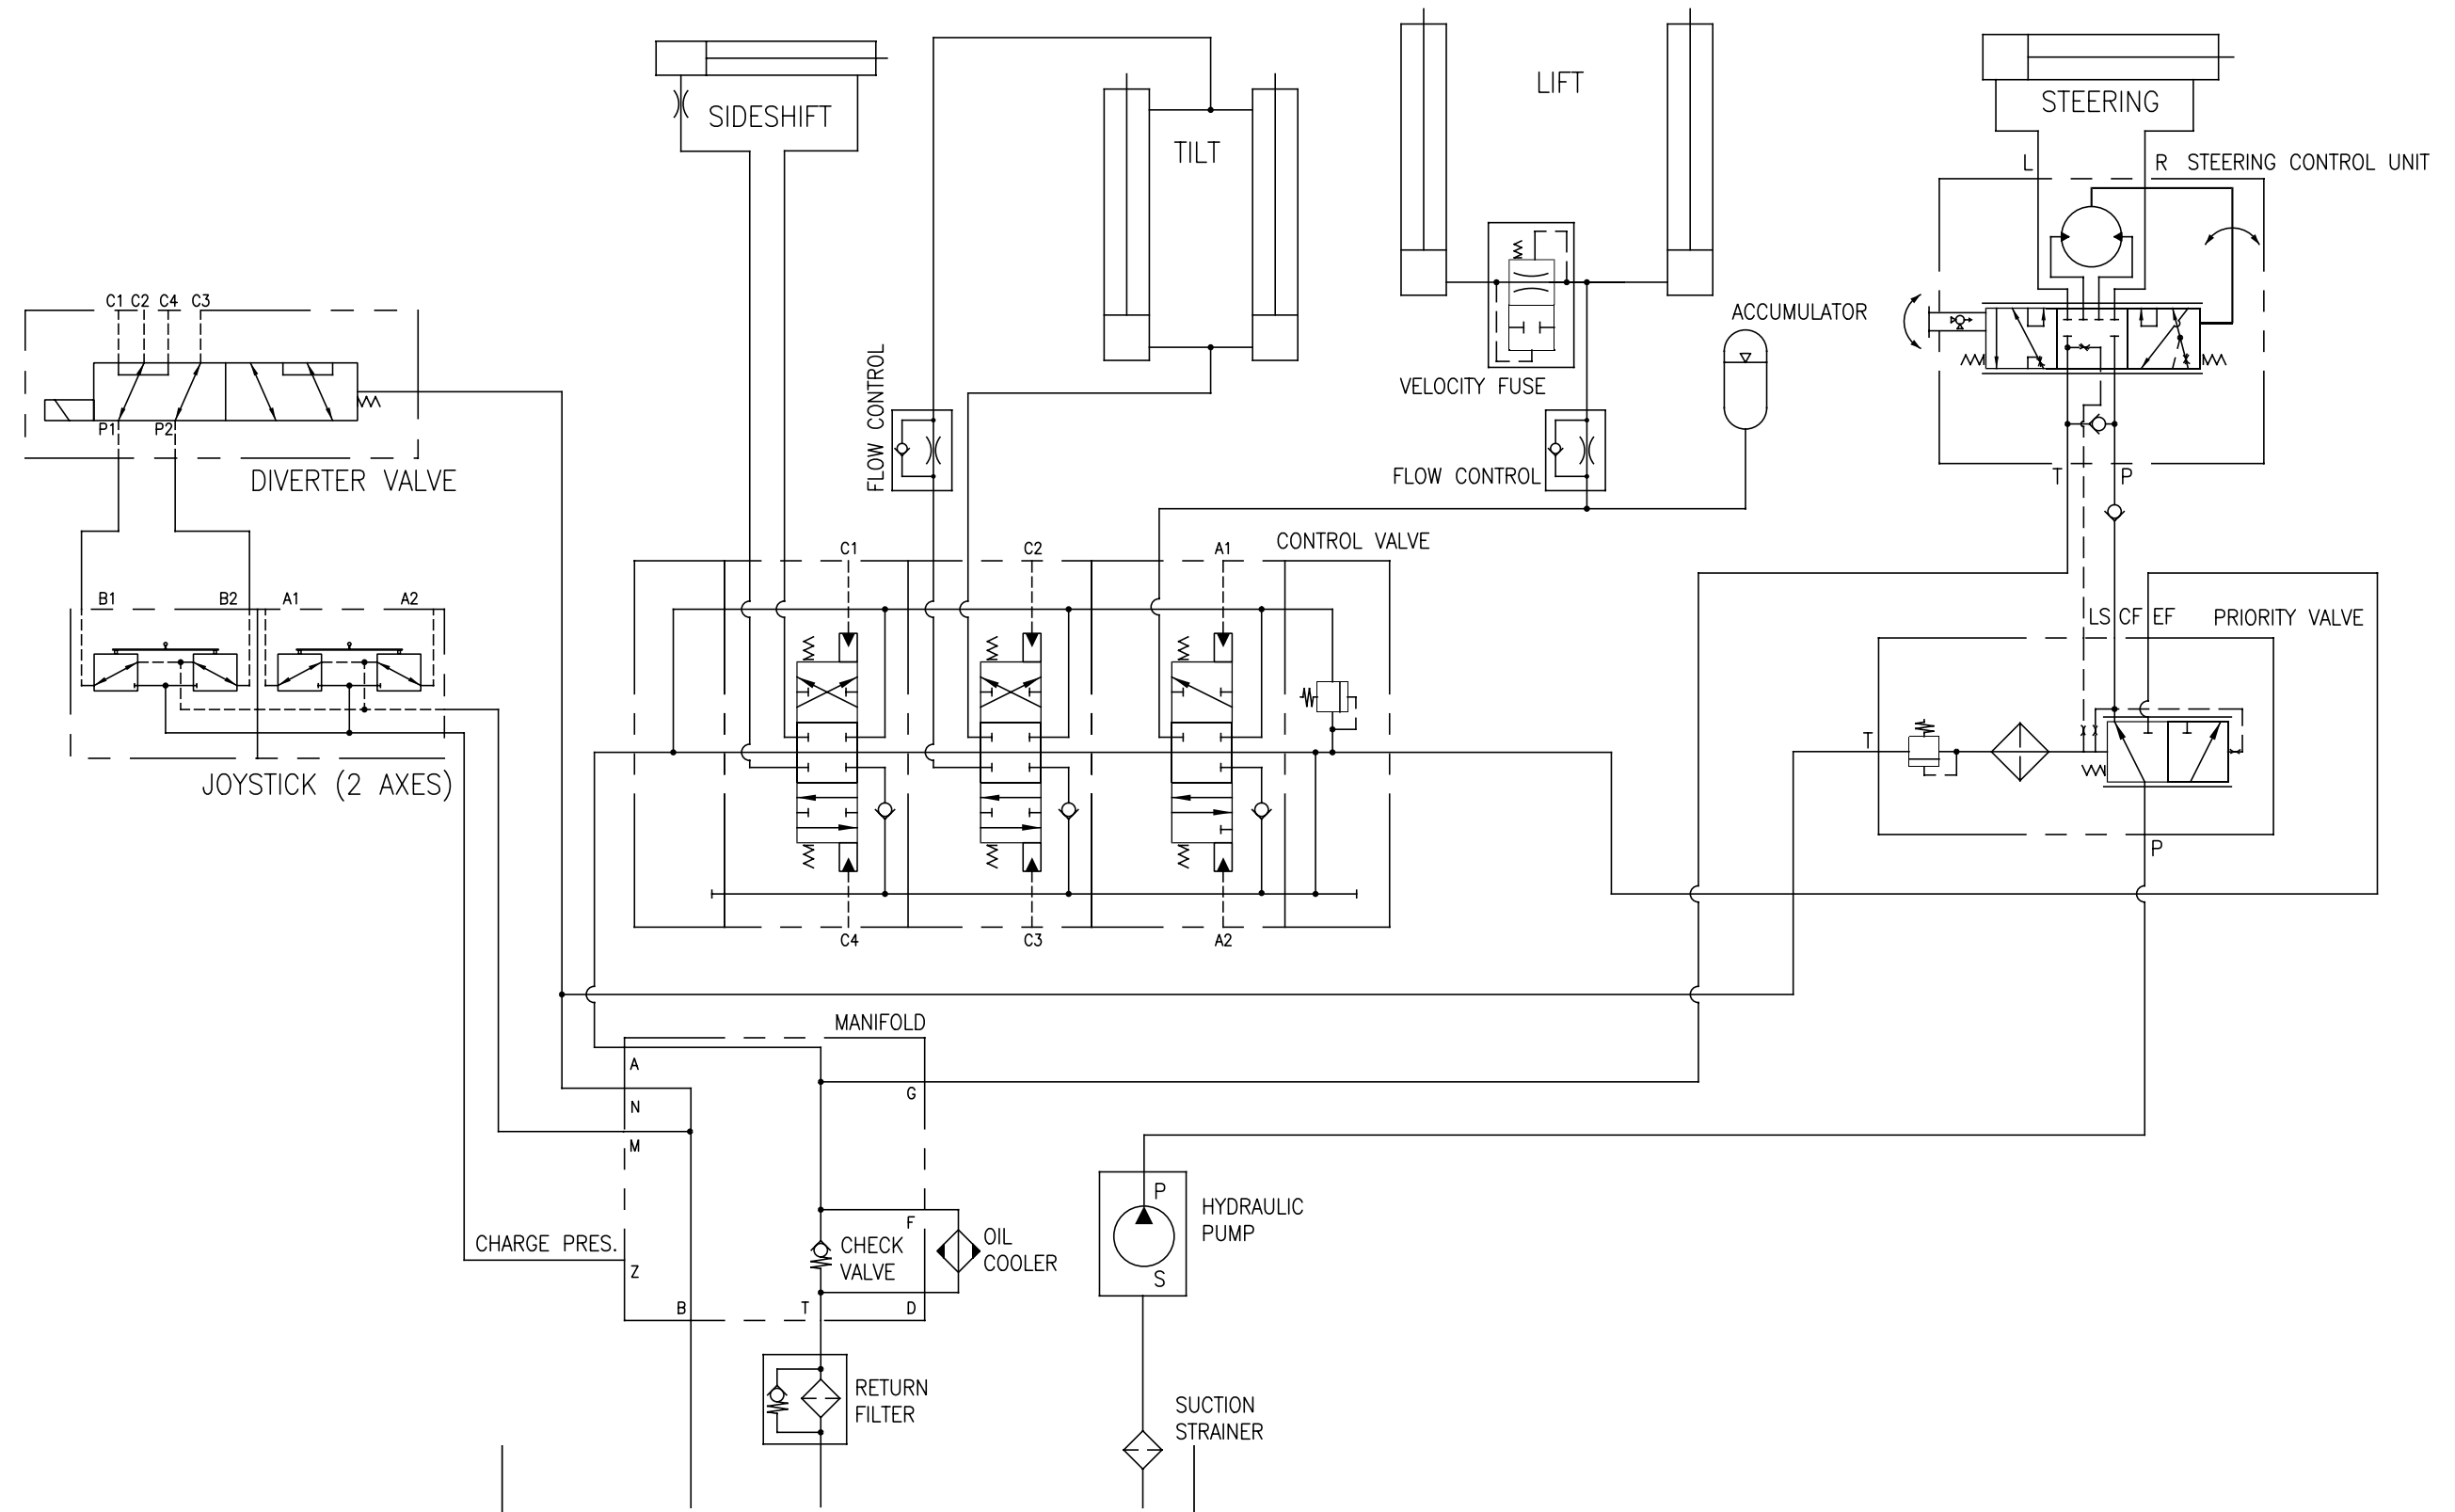 SIDESHIFT
TILT
LIFT
STEERING
L
R
STEERING CONTROL UNIT
C1 C2 C4 C3
P1
P2
DIVERTER VALVE
FLOW CONTROL
VELOCITY FUSE
ACCUMULATOR
FLOW CONTROL
T
P
CONTROL VALVE
C1
C2
A1
B1
B2
A1
A2
JOYSTICK (2 AXES)
LS CF EF
PRIORITY VALVE
T
P
C4
C3
A2
MANIFOLD
A
G
N
M
F
CHECK
VALVE
OIL
COOLER
CHARGE PRES.
Z
B
T
D
P
S
HYDRAULIC
PUMP
RETURN
FILTER
SUCTION
STRAINER